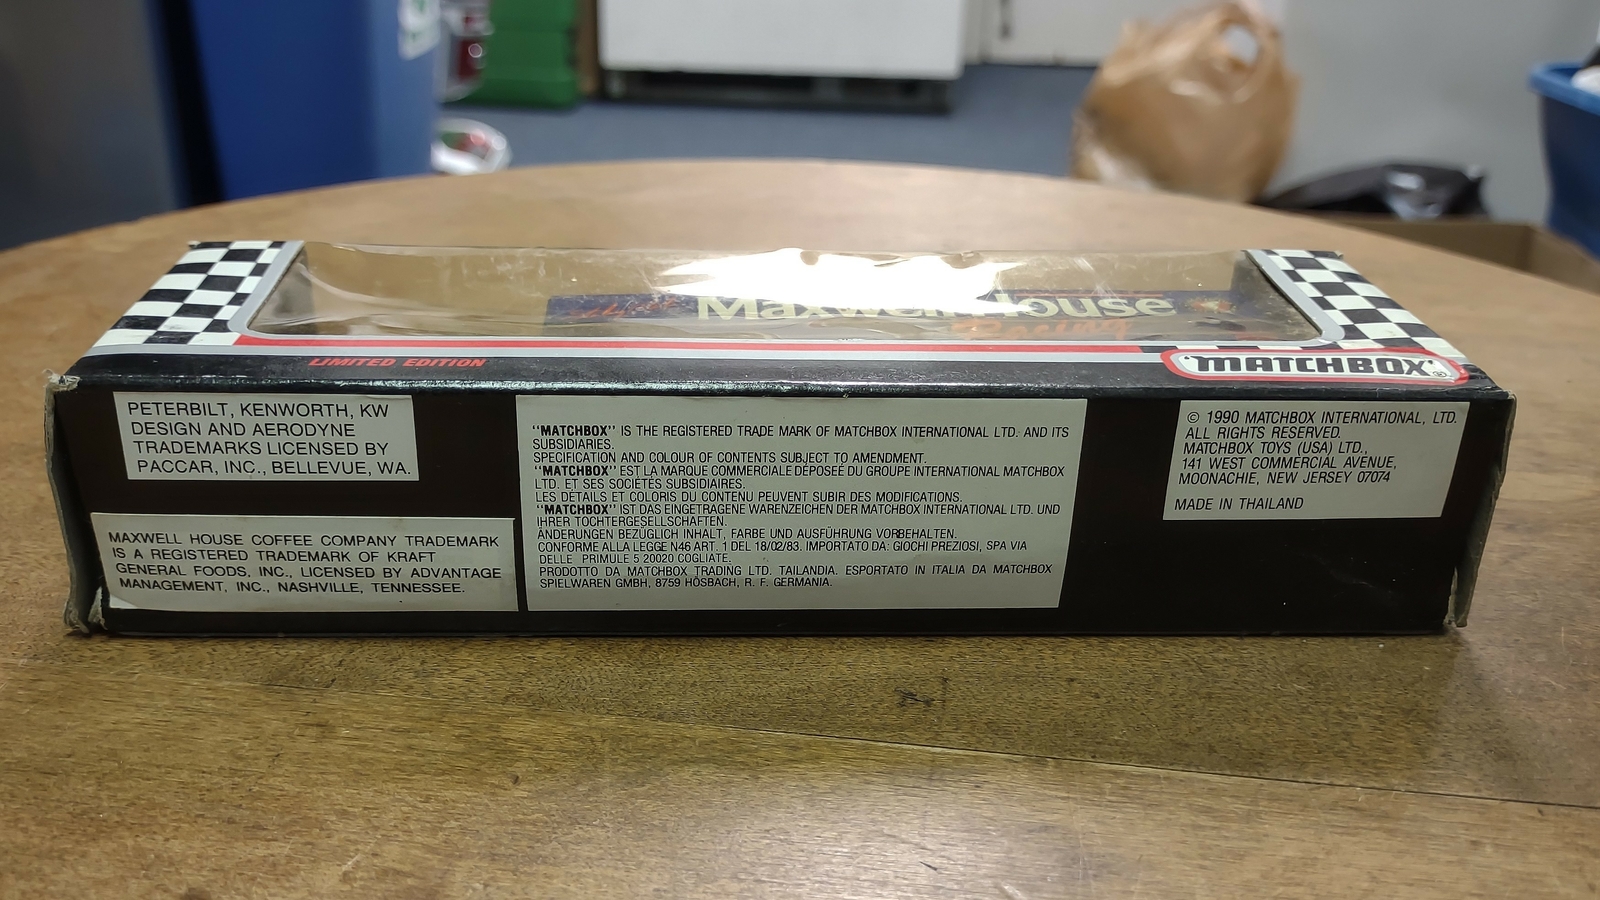 Maxwell House
Racing
LIMITED EDITION
"MATCHBOX"®
PETERBILT, KENWORTH, KW
DESIGN AND AERODYNE
TRADEMARKS LICENSED BY
PACCAR, INC., BELLEVUE, WA.
MAXWELL HOUSE COFFEE COMPANY TRADEMARK
IS A REGISTERED TRADEMARK OF KRAFT
GENERAL FOODS, INC., LICENSED BY ADVANTAGE
MANAGEMENT, INC., NASHVILLE, TENNESSEE.
"MATCHBOX" IS THE REGISTERED TRADE MARK OF MATCHBOX INTERNATIONAL LTD. AND ITS
SUBSIDIARIES.
SPECIFICATION AND COLOUR OF CONTENTS SUBJECT TO AMENDMENT.
"MATCHBOX" EST LA MARQUE COMMERCIALE DÉPOSÉE DU GROUPE INTERNATIONAL MATCHBOX
LTD. ET SES SOCIÉTÉS SUBSIDIAIRES.
LES DÉTAILS ET COLORIS DU CONTENU PEUVENT SUBIR DES MODIFICATIONS.
"MATCHBOX" IST DAS EINGETRAGENE WARENZEICHEN DER MATCHBOX INTERNATIONAL LTD. UND
IHRER TOCHTERGESELLSCHAFTEN.
ÄNDERUNGEN BEZÜGLICH INHALT, FARBE UND AUSFÜHRUNG VORBEHALTEN.
CONFORME ALLA LEGGE N46 ART. 1 DEL 18/02/83. IMPORTATO DA: GIOCHI PREZIOSI, SPA VIA
DELLE PRIMULE 5 20020 COGLIATE.
PRODOTTO DA MATCHBOX TRADING LTD. TAILANDIA. ESPORTATO IN ITALIA DA MATCHBOX
SPIELWAREN GMBH, 8759 HÖSBACH, R. F. GERMANIA.
© 1990 MATCHBOX INTERNATIONAL, LTD.
ALL RIGHTS RESERVED.
MATCHBOX TOYS (USA) LTD.,
141 WEST COMMERCIAL AVENUE,
MOONACHIE, NEW JERSEY 07074
MADE IN THAILAND